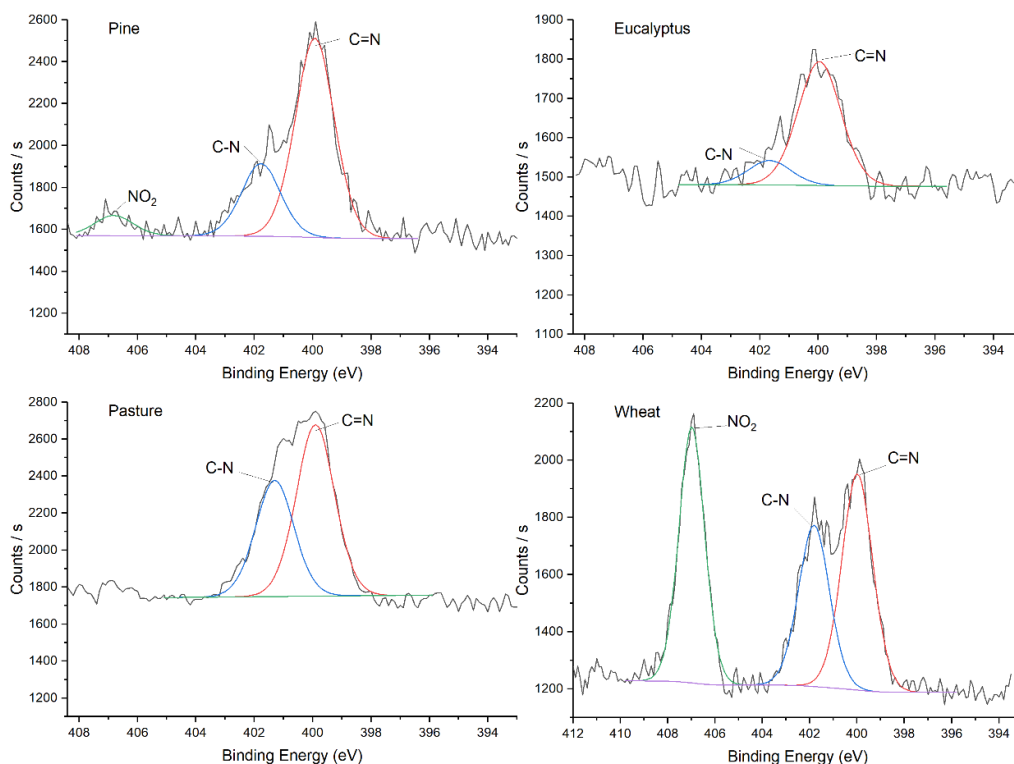 Pine
C=N
C-N
NO₂
Counts / s
2600
2400
2200
2000
1800
1600
1400
1200
408 406 404 402 400 398 396 394
Binding Energy (eV)
Eucalyptus
C=N
C-N
Counts / s
1900
1800
1700
1600
1500
1400
1300
1200
1100
408 406 404 402 400 398 396 394
Binding Energy (eV)
Pasture
C=N
C-N
Counts / s
2800
2600
2400
2200
2000
1800
1600
1400
1200
1000
408 406 404 402 400 398 396 394
Binding Energy (eV)
Wheat
NO₂
C=N
C-N
Counts / s
2200
2000
1800
1600
1400
1200
412 410 408 406 404 402 400 398 396 394
Binding Energy (eV)